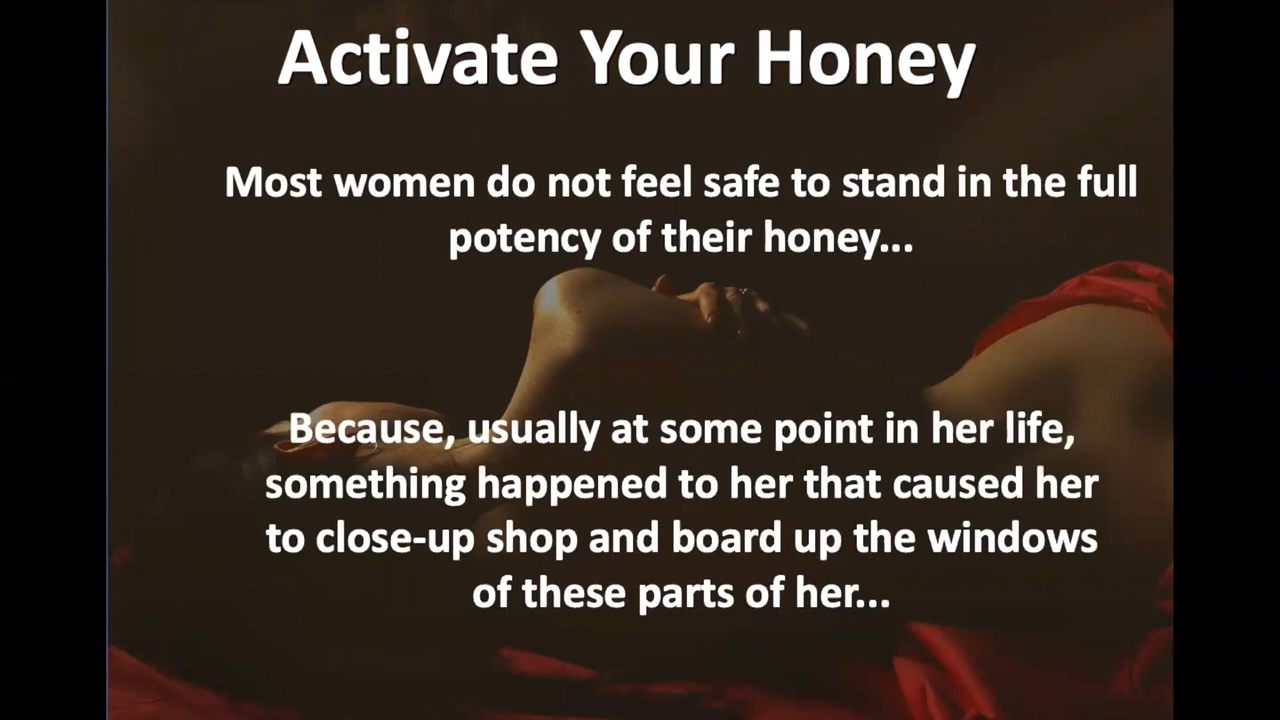 Activate Your Honey
Most women do not feel safe to stand in the full
potency of their honey...
Because, usually at some point in her life,
something happened to her that caused her
to close-up shop and board up the windows
of these parts of her...